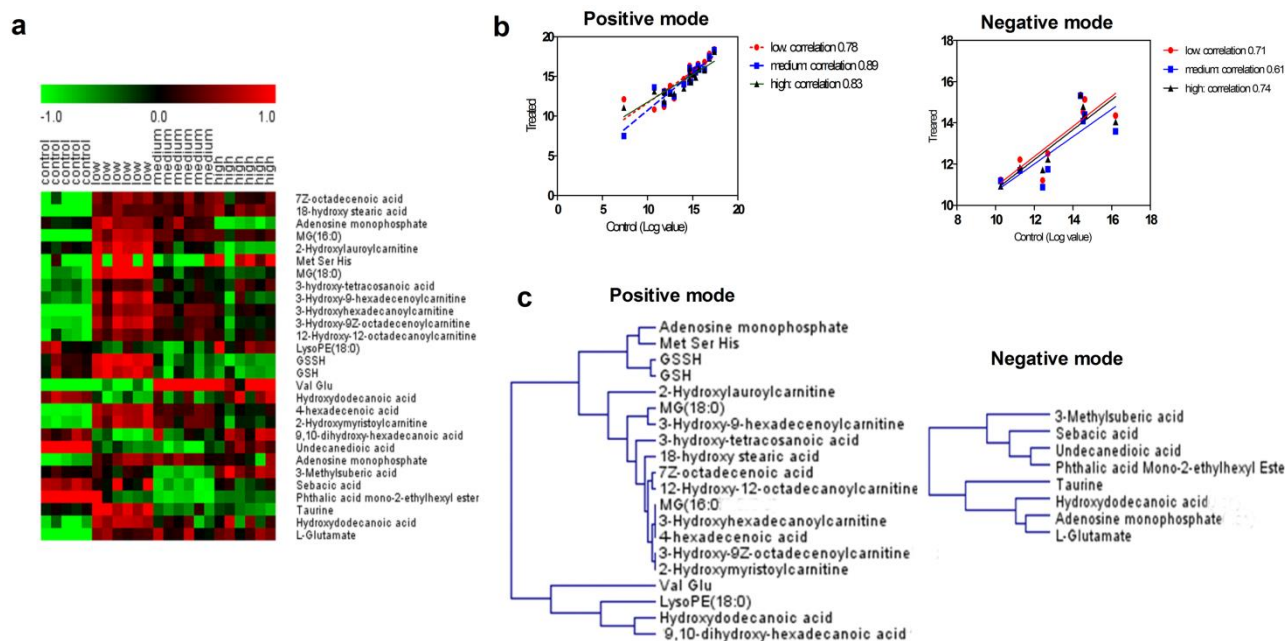 a
-1.0 0.0 1.0
control
control
control
control
control
low
low
low
low
low
low
medium
medium
medium
medium
medium
medium
high
high
high
high
high
high
7Z-octadecenoic acid
18-hydroxy stearic acid
Adenosine monophosphate
MG(16:0)
2-Hydroxylauroylcarnitine
Met Ser His
MG(18:0)
3-hydroxy-tetracosanoic acid
3-Hydroxy-9-hexadecenoylcarnitine
3-Hydroxyhexadecanoylcarnitine
3-Hydroxy-9Z-octadecenoylcarnitine
12-Hydroxy-12-octadecanoylcarnitine
LysoPE(18:0)
GSSH
GSH
Val Glu
Hydroxydodecanoic acid
4-hexadecenoic acid
2-Hydroxymyristoylcarnitine
9,10-dihydroxy-hexadecanoic acid
Undecanedioic acid
Adenosine monophosphate
3-Methylsuberic acid
Sebacic acid
Phthalic acid mono-2-ethylhexyl ester
Taurine
Hydroxydodecanoic acid
L-Glutamate
b
Positive mode
Treated
20
15
10
5
0
0 5 10 15 20
Control (Log value)
low: correlation 0.78
medium: correlation 0.89
high: correlation 0.83
Negative mode
Treared
18
16
14
12
10
8 10 12 14 16 18
Control (Log value)
low: correlation 0.71
medium: correlation 0.61
high: correlation 0.74
c
Positive mode
Adenosine monophosphate
Met Ser His
GSSH
GSH
2-Hydroxylauroylcarnitine
MG(18:0)
3-Hydroxy-9-hexadecenoylcarnitine
3-hydroxy-tetracosanoic acid
18-hydroxy stearic acid
7Z-octadecenoic acid
12-Hydroxy-12-octadecanoylcarnitine
MG(16:0
3-Hydroxyhexadecanoylcarnitine
4-hexadecenoic acid
3-Hydroxy-9Z-octadecenoylcarnitine
2-Hydroxymyristoylcarnitine
Val Glu
LysoPE(18:0)
Hydroxydodecanoic acid
9,10-dihydroxy-hexadecanoic acid
Negative mode
3-Methylsuberic acid
Sebacic acid
Undecanedioic acid
Phthalic acid Mono-2-ethylhexyl Este
Taurine
Hydroxydodecanoic acid
Adenosine monophosphate
L-Glutamate